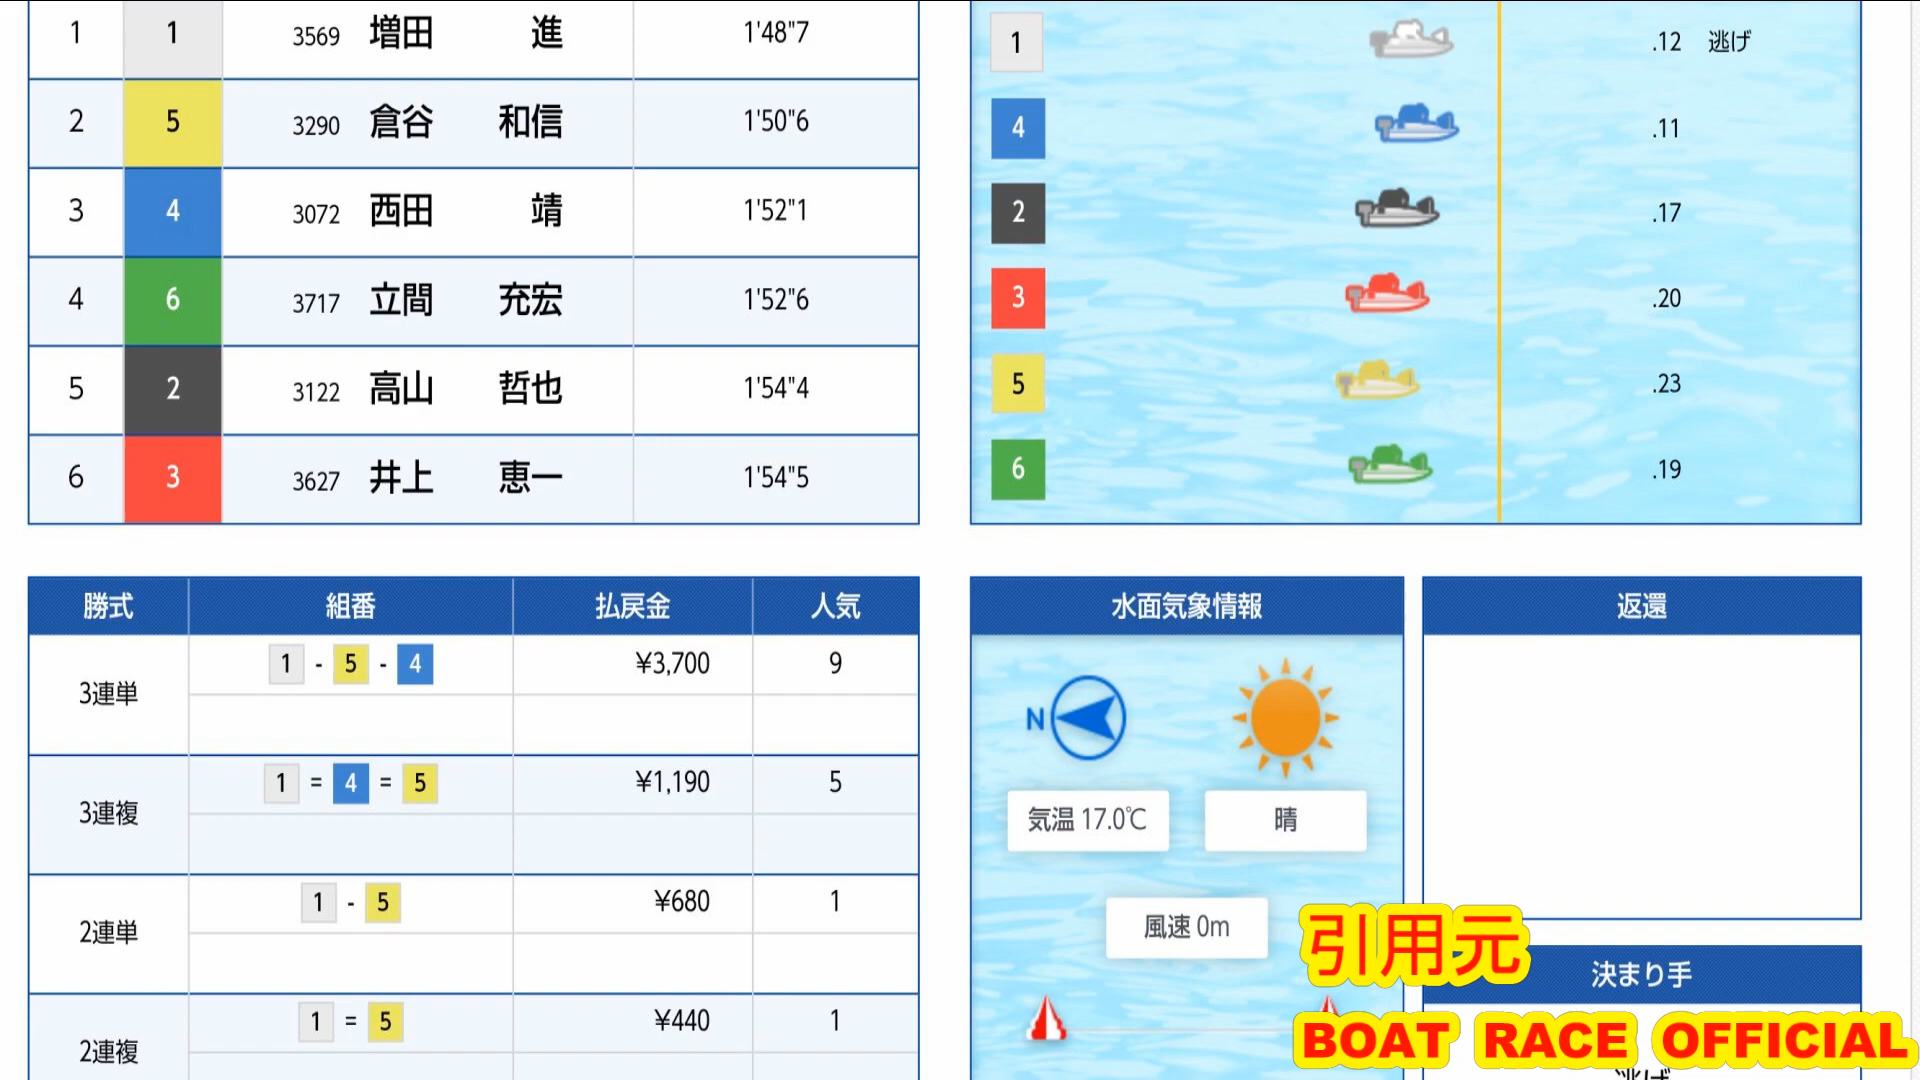 1 1 3569 増田 進 1'48"7
2 5 3290 倉谷 和信 1'50"6
3 4 3072 西田 靖 1'52"1
4 6 3717 立間 充宏 1'52"6
5 2 3122 高山 哲也 1'54"4
6 3 3627 井上 恵一 1'54"5
1 .12 逃げ
4 .11
2 .17
3 .20
5 .23
6 .19
勝式 組番 払戻金 人気
3連単 1 - 5 - 4 ¥3,700 9
3連複 1 = 4 = 5 ¥1,190 5
2連単 1 - 5 ¥680 1
2連複 1 = 5 ¥440 1
水面気象情報
N
気温 17.0℃ 晴
風速 0m
返還
決まり手
逃げ
引用元
BOAT RACE OFFICIAL